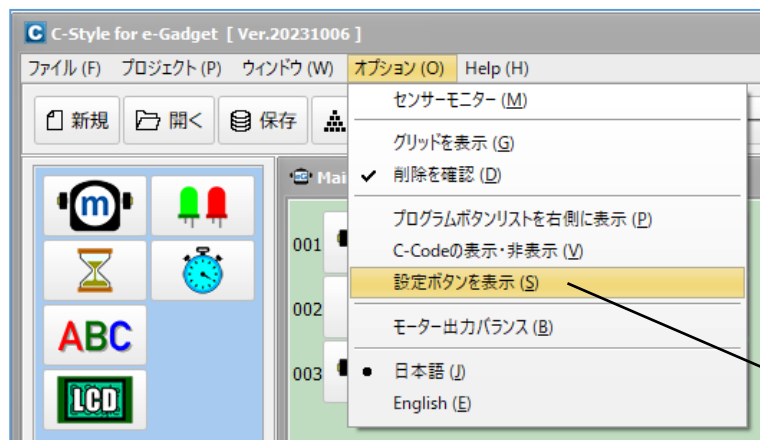 C-Style for e-Gadget [ Ver.20231006 ]
ファイル (F) プロジェクト (P) ウィンドウ (W) オプション (O) Help (H)
新規 開く 保存
センサーモニター (M)
グリッドを表示 (G)
削除を確認 (D)
プログラムボタンリストを右側に表示 (P)
C-Codeの表示・非表示 (V)
設定ボタンを表示 (S)
モーター出力バランス (B)
日本語 (J)
English (E)
Mai
001
002
003
m
ABC
LCD